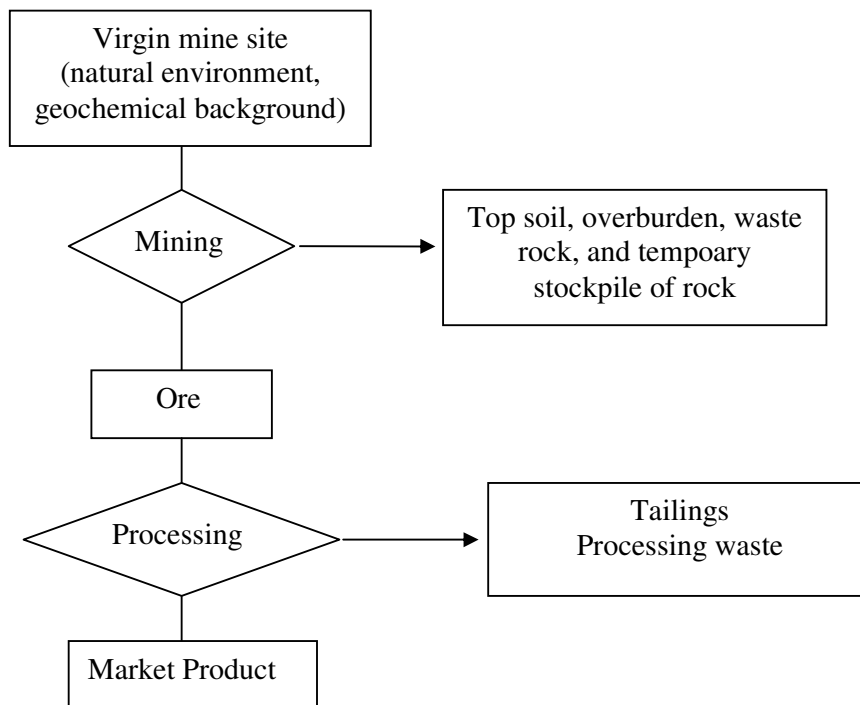 Virgin mine site
(natural environment,
geochemical background)
Mining
Top soil, overburden, waste
rock, and tempoary
stockpile of rock
Ore
Processing
Tailings
Processing waste
Market Product